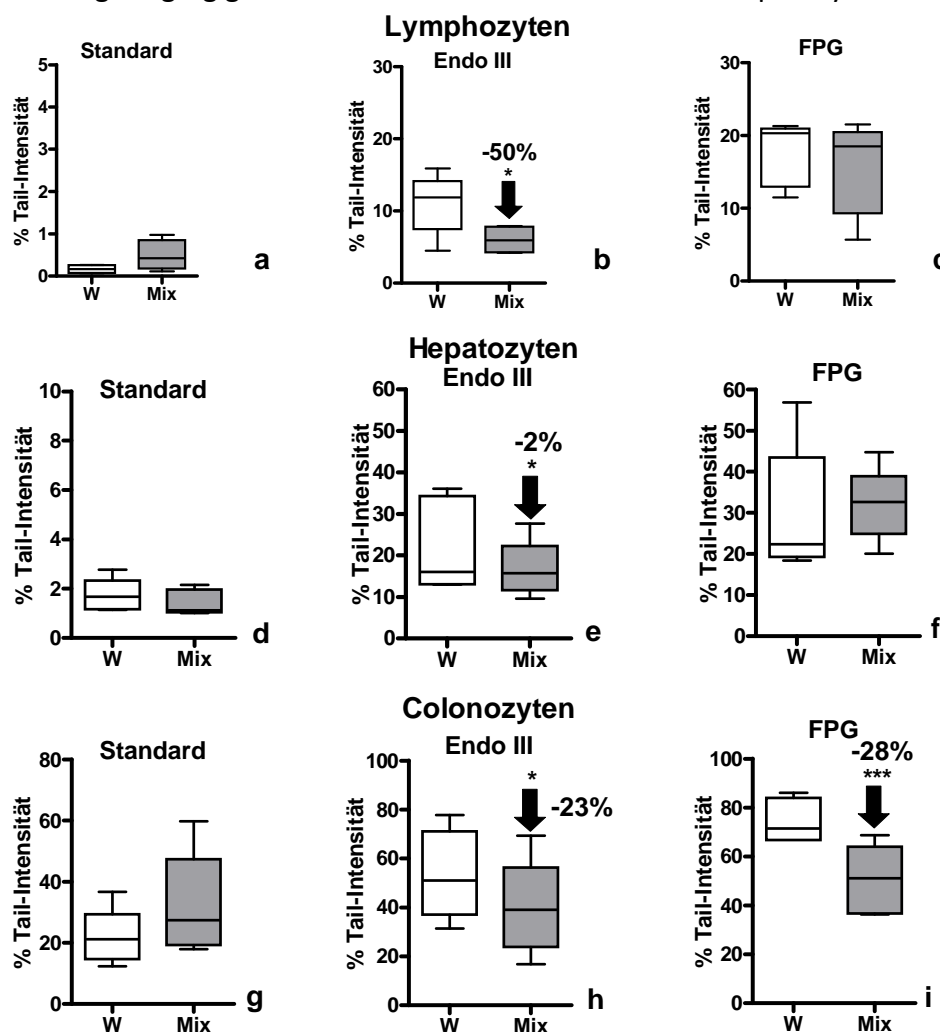 Lymphozyten
Standard
Endo III
FPG
% Tail-Intensität
5
4
3
2
1
0
W
Mix
a
% Tail-Intensität
30
20
10
0
-50%
*
W
Mix
b
% Tail-Intensität
30
20
10
0
W
Mix
Hepatozyten
Standard
Endo III
FPG
% Tail-Intensität
10
8
6
4
2
0
W
Mix
d
% Tail-Intensität
60
50
40
30
20
10
0
-2%
*
W
Mix
e
% Tail-Intensität
60
50
40
30
20
10
0
W
Mix
f
Colonozyten
Standard
Endo III
FPG
% Tail-Intensität
80
60
40
20
0
W
Mix
g
% Tail-Intensität
100
80
60
40
20
0
*
-23%
W
Mix
h
% Tail-Intensität
100
80
60
40
20
0
-28%
***
W
Mix
i